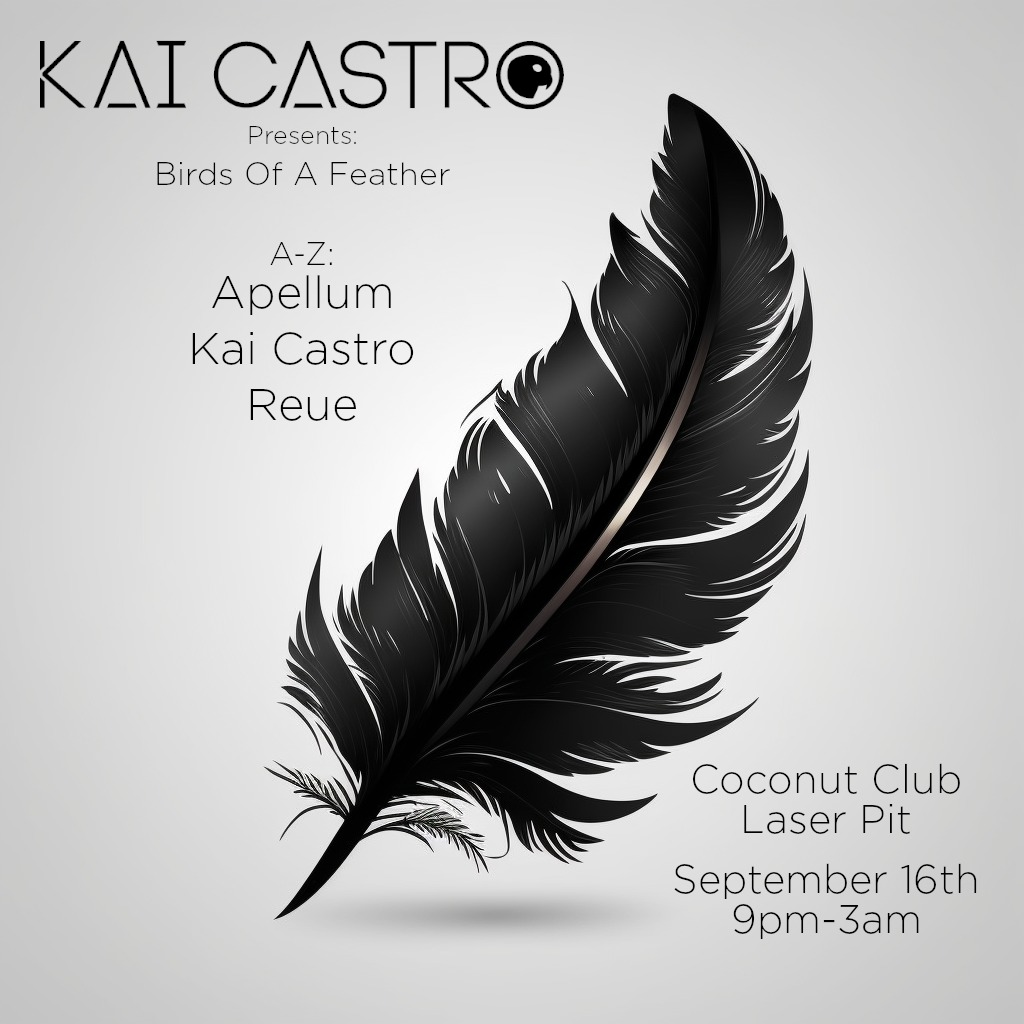 KAI CASTRO
Presents:
Birds Of A Feather
A-Z:
Apellum
Kai Castro
Reue
Coconut Club
Laser Pit
September 16th
9pm-3am